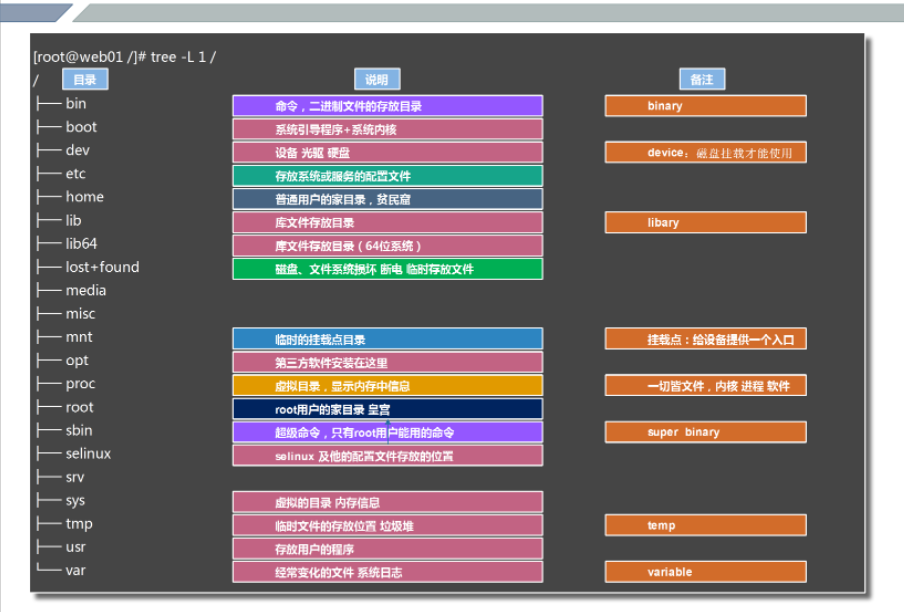 [root@web01 /]# tree -L 1 /
/ 目录 说明 备注
├── bin 命令，二进制文件的存放目录 binary
├── boot 系统引导程序+系统内核
├── dev 设备 光驱 硬盘 device：磁盘挂载才能使用
├── etc 存放系统或服务的配置文件
├── home 普通用户的家目录，贫民窟
├── lib 库文件存放目录 libary
├── lib64 库文件存放目录（64位系统）
├── lost+found 磁盘、文件系统损坏 断电 临时存放文件
├── media
├── misc
├── mnt 临时的挂载点目录 挂载点：给设备提供一个入口
├── opt 第三方软件安装在这里
├── proc 虚拟目录，显示内存中信息 一切皆文件，内核 进程 软件
├── root root用户的家目录 皇宫
├── sbin 超级命令，只有root用户能用的命令 super binary
├── selinux selinux 及他的配置文件存放的位置
├── srv
├── sys 虚拟的目录 内存信息
├── tmp 临时文件的存放位置 垃圾堆 temp
├── usr 存放用户的程序
└── var 经常变化的文件 系统日志 variable